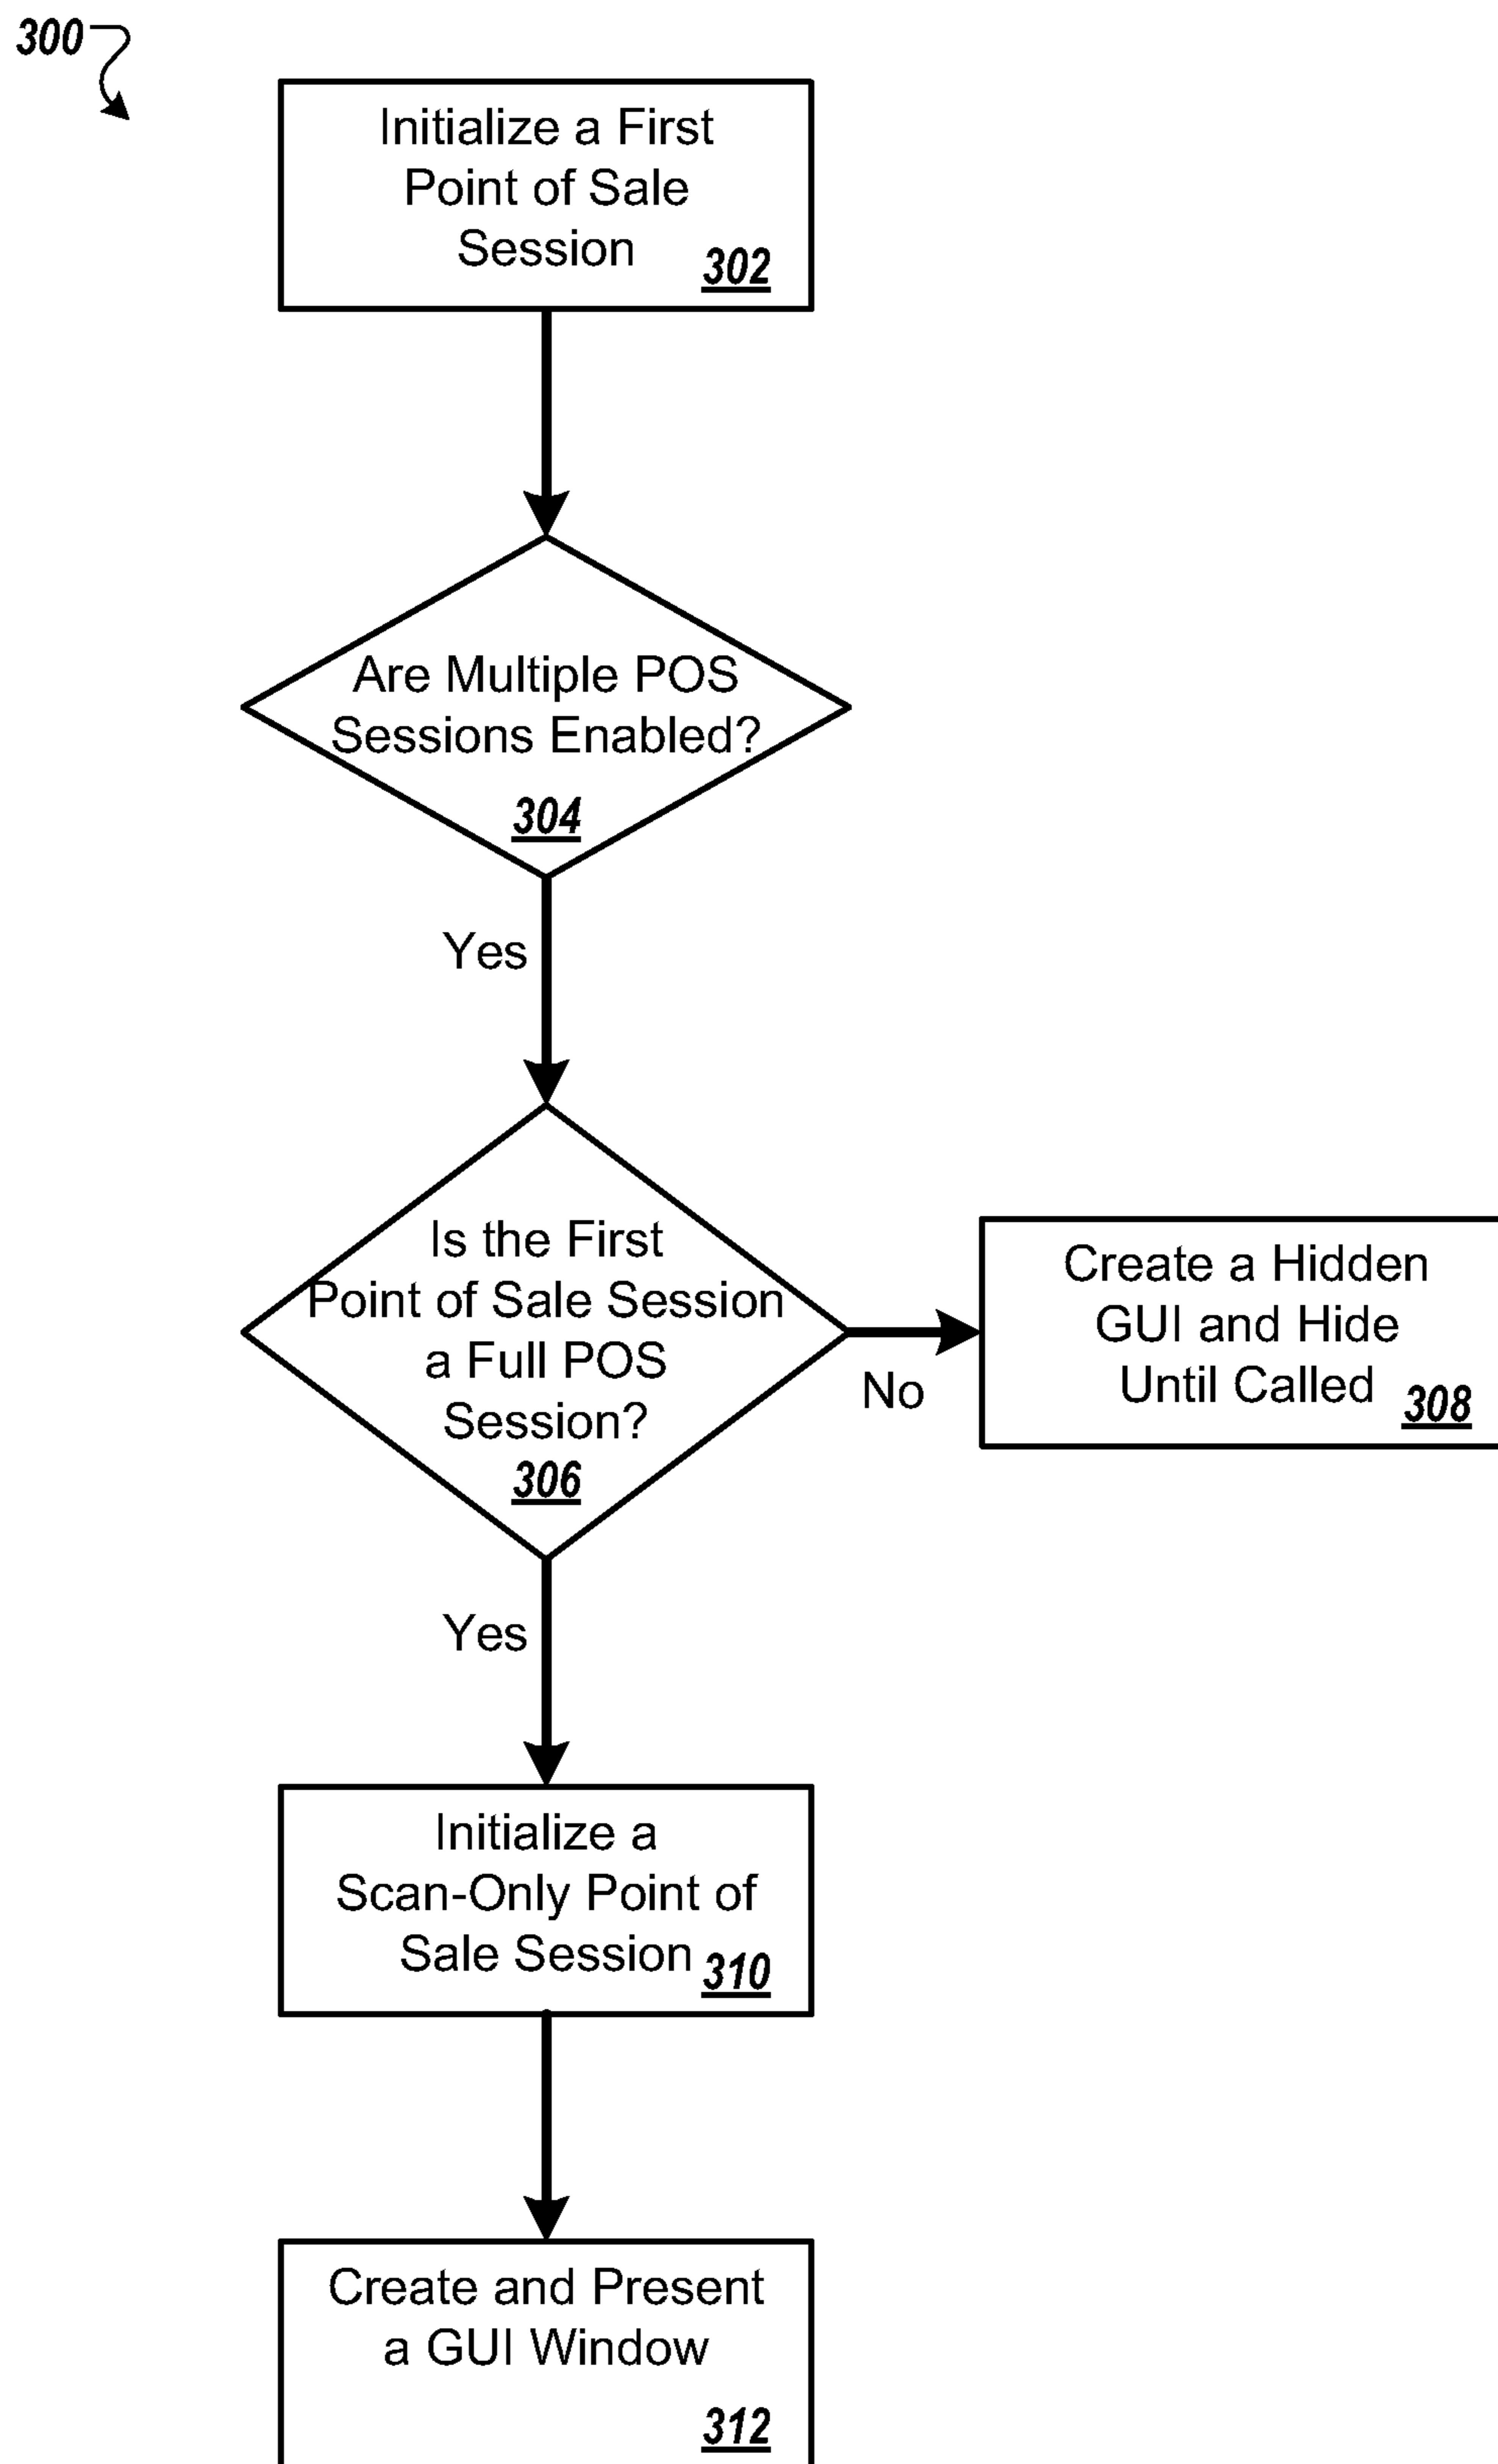 300
Initialize a First
Point of Sale
Session
302
Are Multiple POS
Sessions Enabled?
304
Yes
Is the First
Point of Sale Session
a Full POS
Session?
306
No
Create a Hidden
GUI and Hide
Until Called
308
Yes
Initialize a
Scan-Only Point of
Sale Session
310
Create and Present
a GUI Window
312